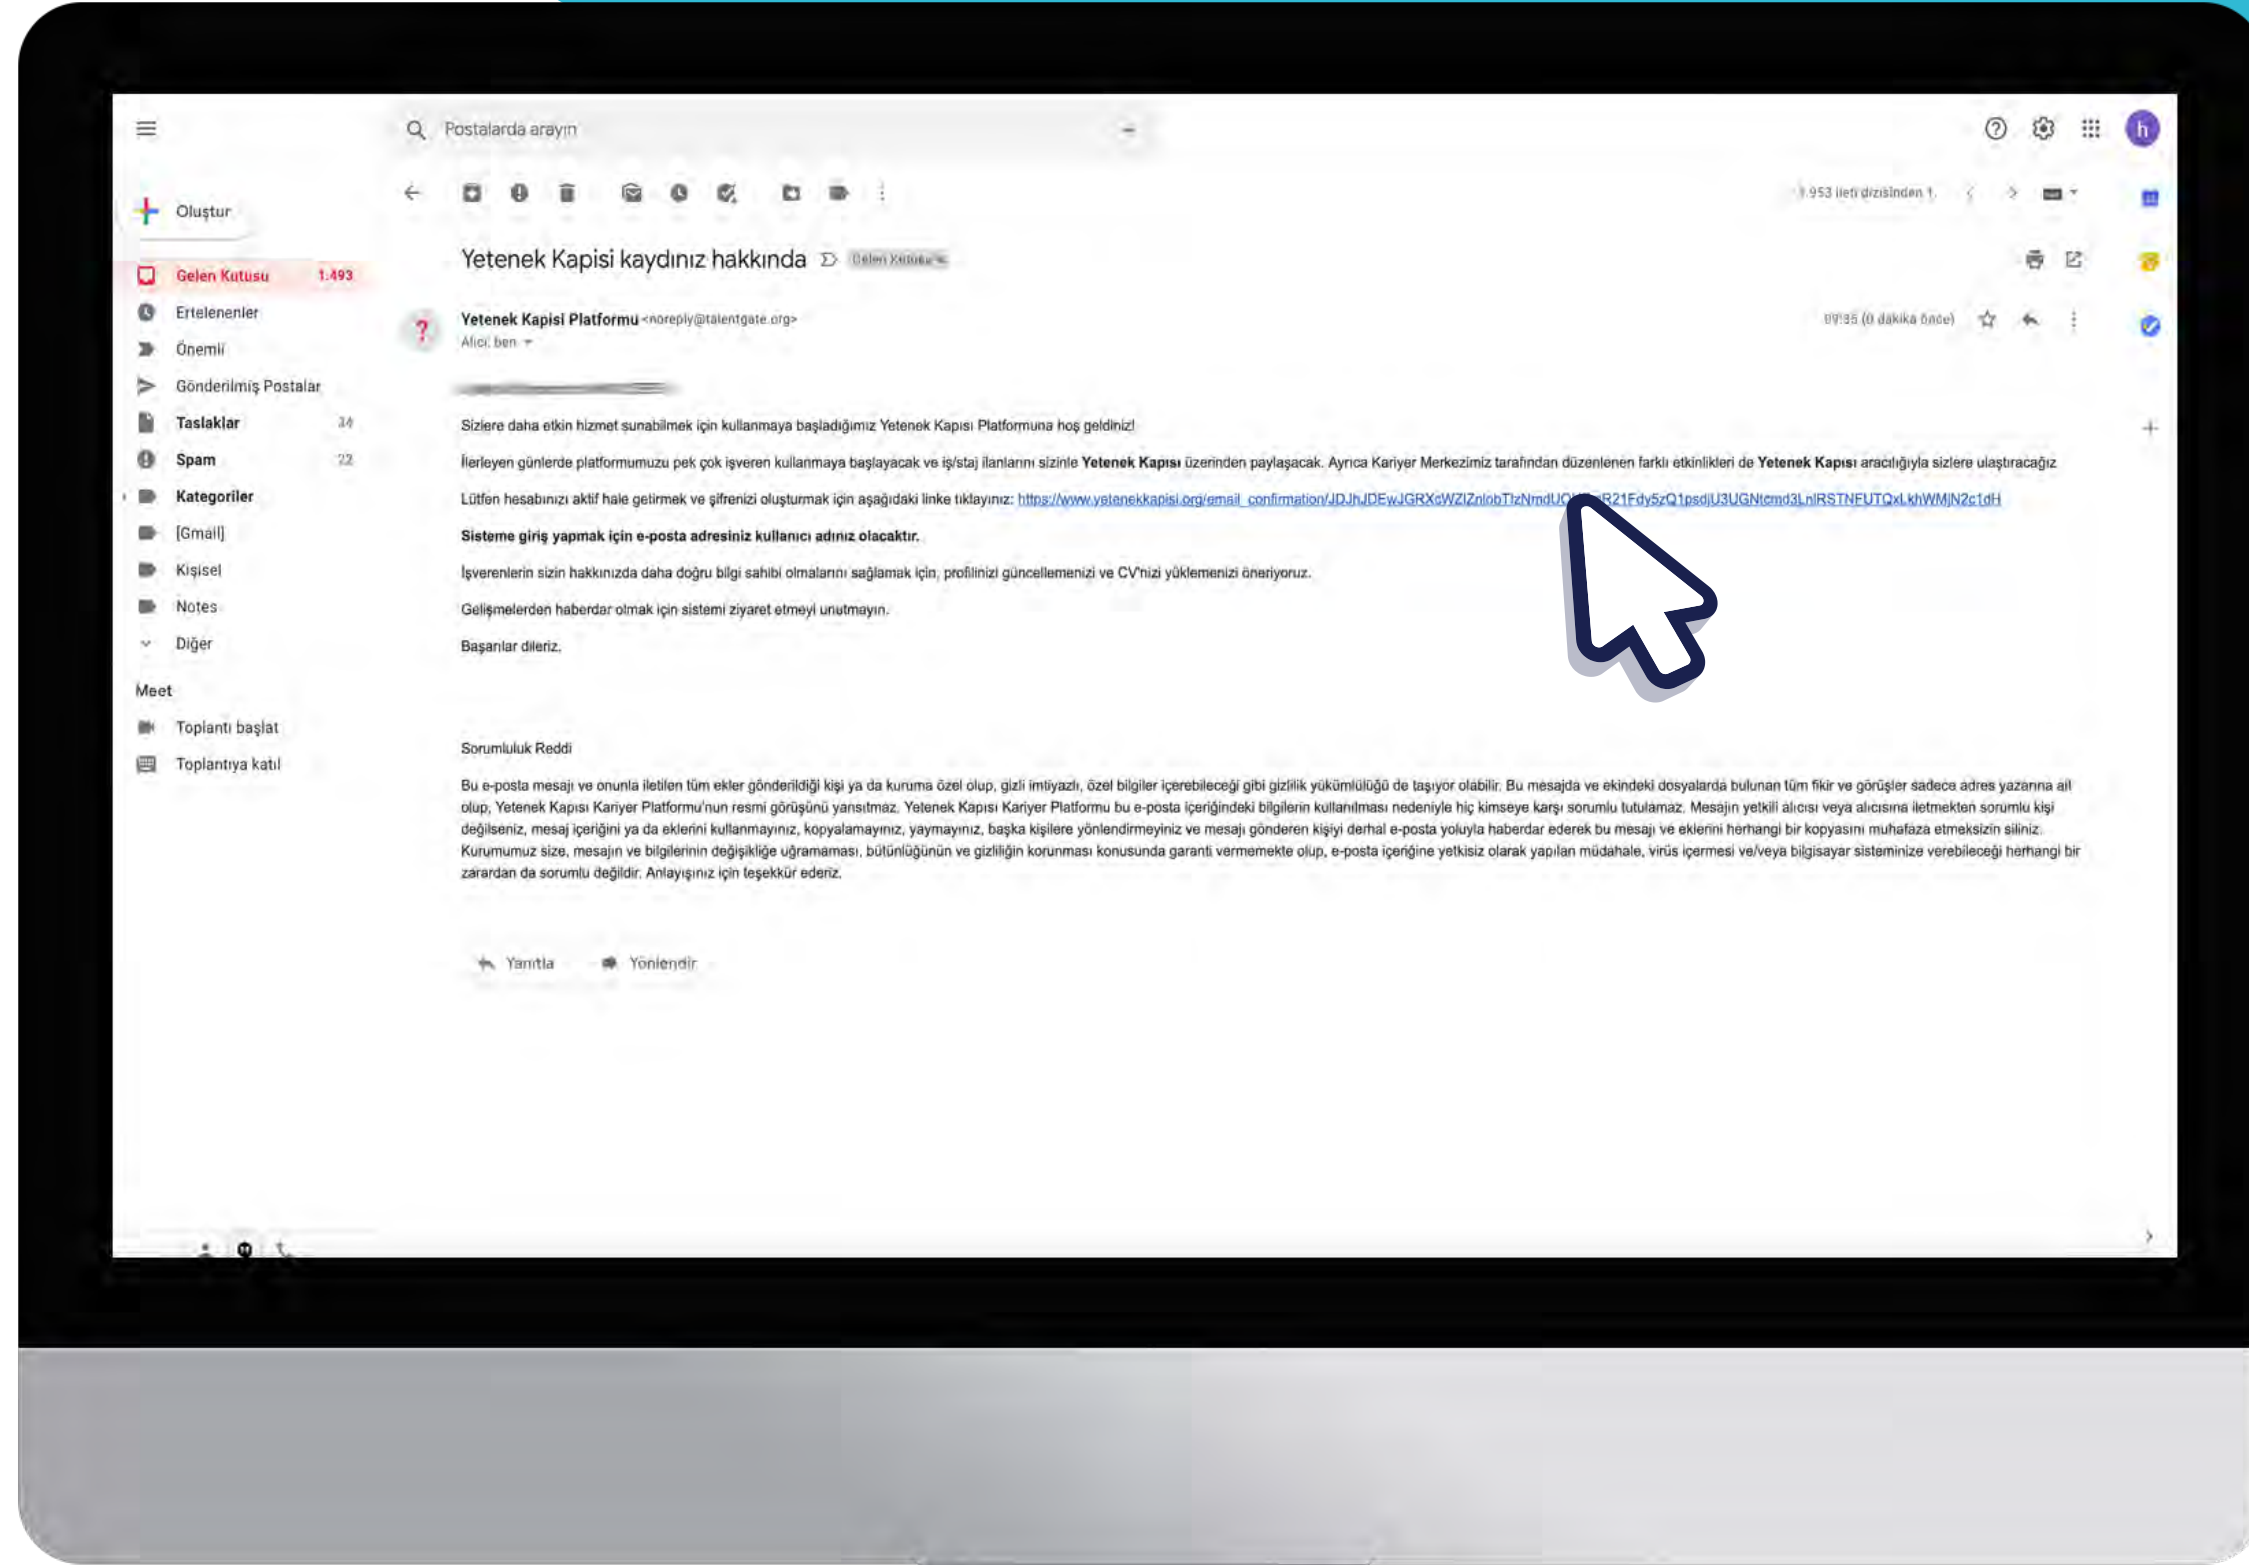 Postalarda arayın
h
Oluştur
1.953 ileti dizisinden 1.
Yetenek Kapisi kaydınız hakkında
Gelen Kutusu
Gelen Kutusu 1.493
Ertelenenler
Önemli
Gönderilmiş Postalar
Taslaklar 34
Spam 22
Kategoriler
[Gmail]
Kişisel
Notes
Diğer
Meet
Toplantı başlat
Toplantıya katıl
Yetenek Kapisi Platformu <noreply@talentgate.org>
09:35 (0 dakika önce)
Alıcı: ben
Sizlere daha etkin hizmet sunabilmek için kullanmaya başladığımız Yetenek Kapısı Platformuna hoş geldiniz!
İlerleyen günlerde platformumuzu pek çok işveren kullanmaya başlayacak ve iş/staj ilanlarını sizinle Yetenek Kapısı üzerinden paylaşacak. Ayrıca Kariyer Merkezimiz tarafından düzenlenen farklı etkinlikleri de Yetenek Kapısı aracılığıyla sizlere ulaştıracağız
Lütfen hesabınızı aktif hale getirmek ve şifrenizi oluşturmak için aşağıdaki linke tıklayınız:
Sisteme giriş yapmak için e-posta adresiniz kullanıcı adınız olacaktır.
İşverenlerin sizin hakkınızda daha doğru bilgi sahibi olmalarını sağlamak için, profilinizi güncellemenizi ve CV'nizi yüklemenizi öneriyoruz.
Gelişmelerden haberdar olmak için sistemi ziyaret etmeyi unutmayın.
Başarılar dileriz.
Sorumluluk Reddi
Bu e-posta mesajı ve onunla iletilen tüm ekler gönderildiği kişi ya da kuruma özel olup, gizli imtiyazlı, özel bilgiler içerebileceği gibi gizlilik yükümlülüğü de taşıyor olabilir. Bu mesajda ve ekindeki dosyalarda bulunan tüm fikir ve görüşler sadece adres yazarına ait
olup, Yetenek Kapısı Kariyer Platformu'nun resmi görüşünü yansıtmaz. Yetenek Kapısı Kariyer Platformu bu e-posta içeriğindeki bilgilerin kullanılması nedeniyle hiç kimseye karşı sorumlu tutulamaz. Mesajın yetkili alıcısı veya alıcısına iletmekten sorumlu kişi
değilseniz, mesaj içeriğini ya da eklerini kullanmayınız, kopyalamayınız, yaymayınız, başka kişilere yönlendirmeyiniz ve mesajı gönderen kişiyi derhal e-posta yoluyla haberdar ederek bu mesajı ve eklerini herhangi bir kopyasını muhafaza etmeksizin siliniz.
Kurumumuz size, mesajın ve bilgilerinin değişikliğe uğramaması, bütünlüğünün ve gizliliğin korunması konusunda garanti vermemekte olup, e-posta içeriğine yetkisiz olarak yapılan müdahale, virüs içermesi ve/veya bilgisayar sisteminize verebileceği herhangi bir
zarardan da sorumlu değildir. Anlayışınız için teşekkür ederiz.
Yanıtla Yönlendir